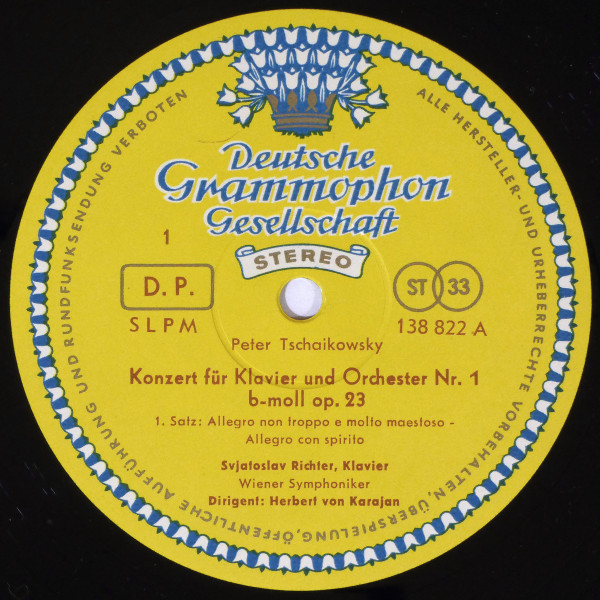 ALLE HERSTELLER- UND URHEBERRECHTE VORBEHALTEN, ÜBERSPIELUNG, ÖFFENTLICHE AUFFÜHRUNG UND RUNDFUNKSENDUNG VERBOTEN
Deutsche
Grammophon
Gesellschaft
STEREO
1
D. P.
ST 33
SLPM
138 822 A
Peter Tschaikowsky
Konzert für Klavier und Orchester Nr. 1
b-moll op. 23
1. Satz: Allegro non troppo e molto maestoso -
Allegro con spirito
Svjatoslav Richter, Klavier
Wiener Symphoniker
Dirigent: Herbert von Karajan